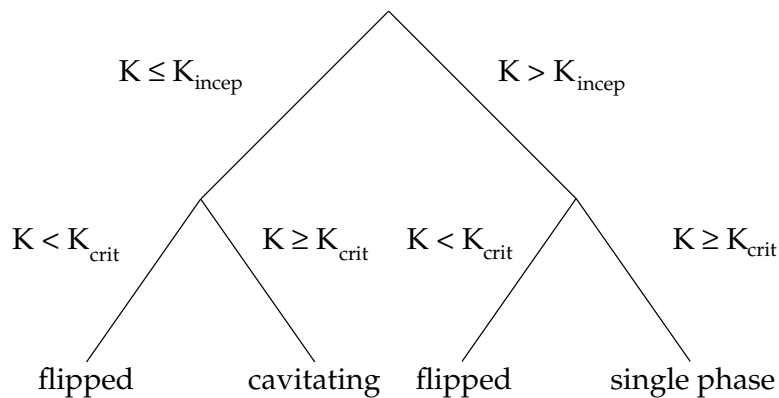 K ≤ K_incep K > K_incep
K < K_crit K ≥ K_crit K < K_crit K ≥ K_crit
flipped cavitating flipped single phase